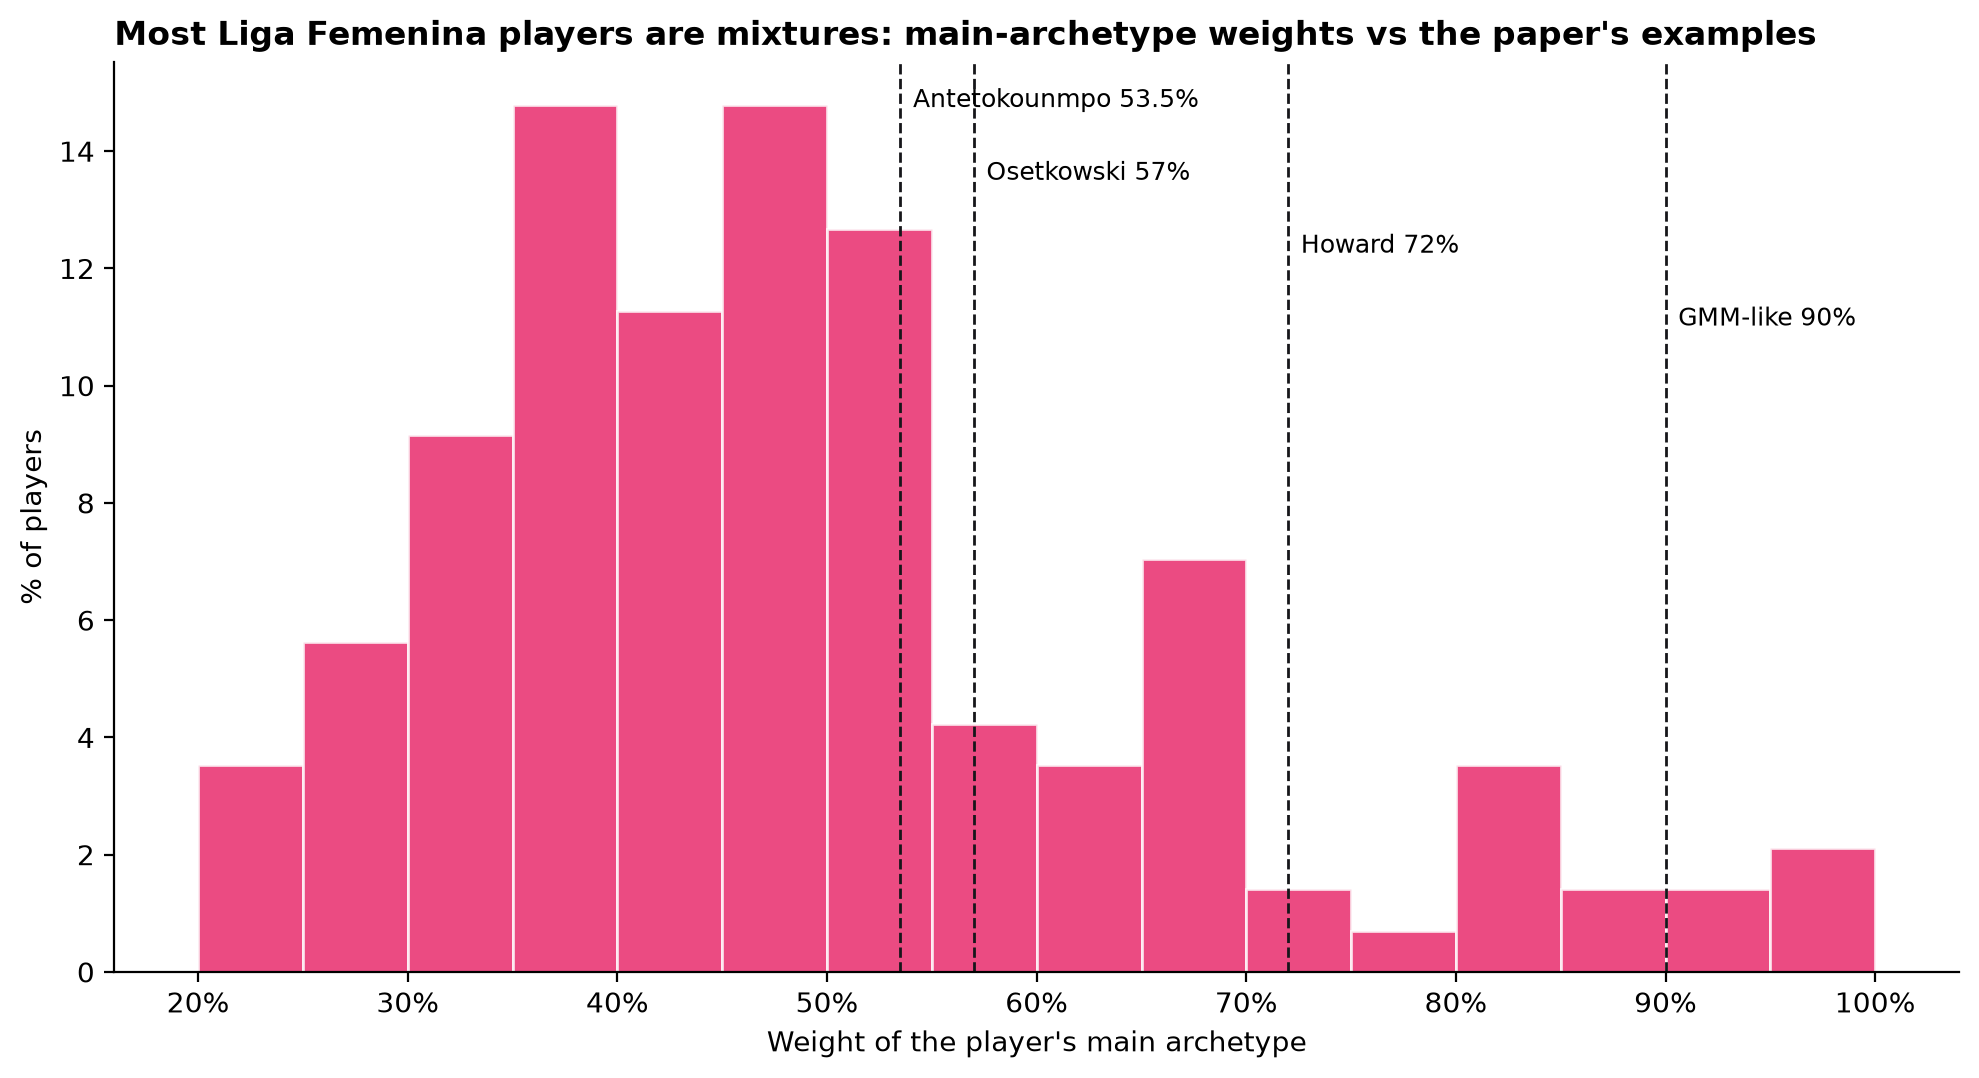 Most Liga Femenina players are mixtures: main-archetype weights vs the paper's examples
Antetokounmpo 53.5%
Osetkowski 57%
Howard 72%
GMM-like 90%
% of players
14
12
10
8
6
4
2
0
20%
30%
40%
50%
60%
70%
80%
90%
100%
Weight of the player's main archetype